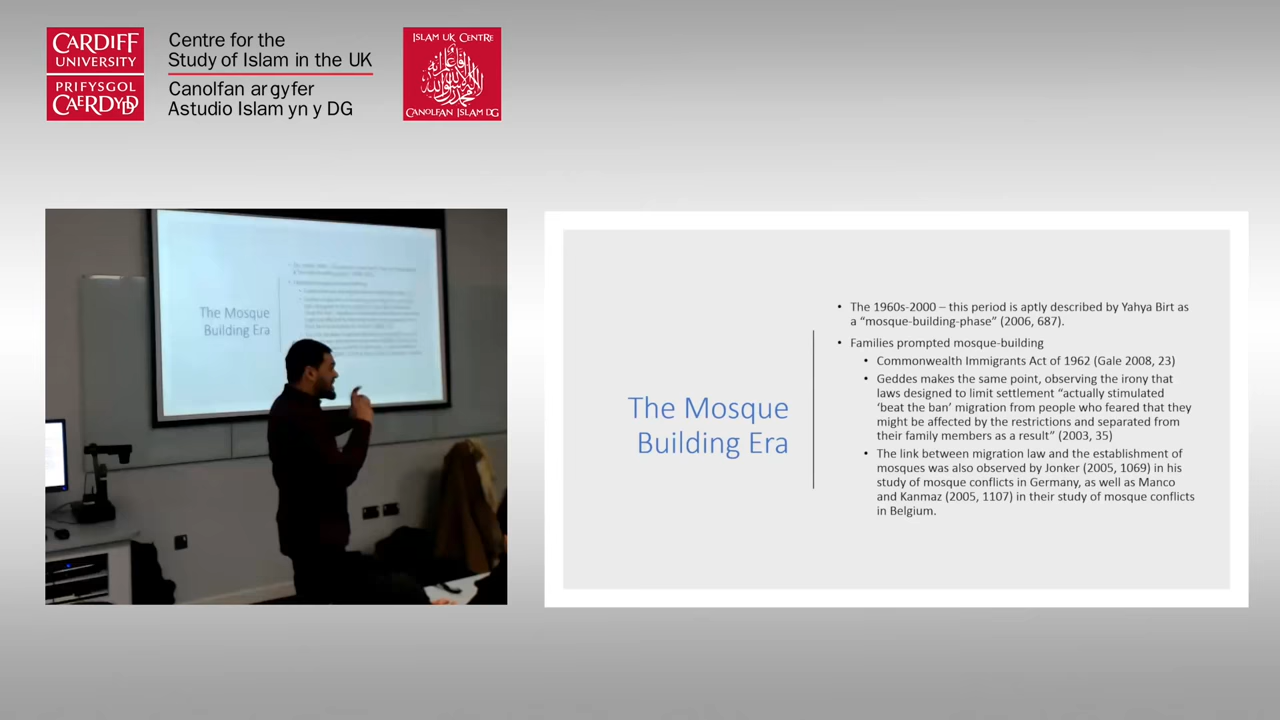 CARDIFF
UNIVERSITY
PRIFYSGOL
CAERDYDD
Centre for the
Study of Islam in the UK
Canolfan ar gyfer
Astudio Islam yn y DG
ISLAM UK CENTRE
CANOLFAN ISLAM DG
The Mosque
Building Era
The Mosque
Building Era
• The 1960s-2000 – this period is aptly described by Yahya Birt as
a “mosque-building-phase” (2006, 687).
• Families prompted mosque-building
• Commonwealth Immigrants Act of 1962 (Gale 2008, 23)
• Geddes makes the same point, observing the irony that
laws designed to limit settlement “actually stimulated
‘beat the ban’ migration from people who feared that they
might be affected by the restrictions and separated from
their family members as a result” (2003, 35)
• The link between migration law and the establishment of
mosques was also observed by Jonker (2005, 1069) in his
study of mosque conflicts in Germany, as well as Manco
and Kanmaz (2005, 1107) in their study of mosque conflicts
in Belgium.